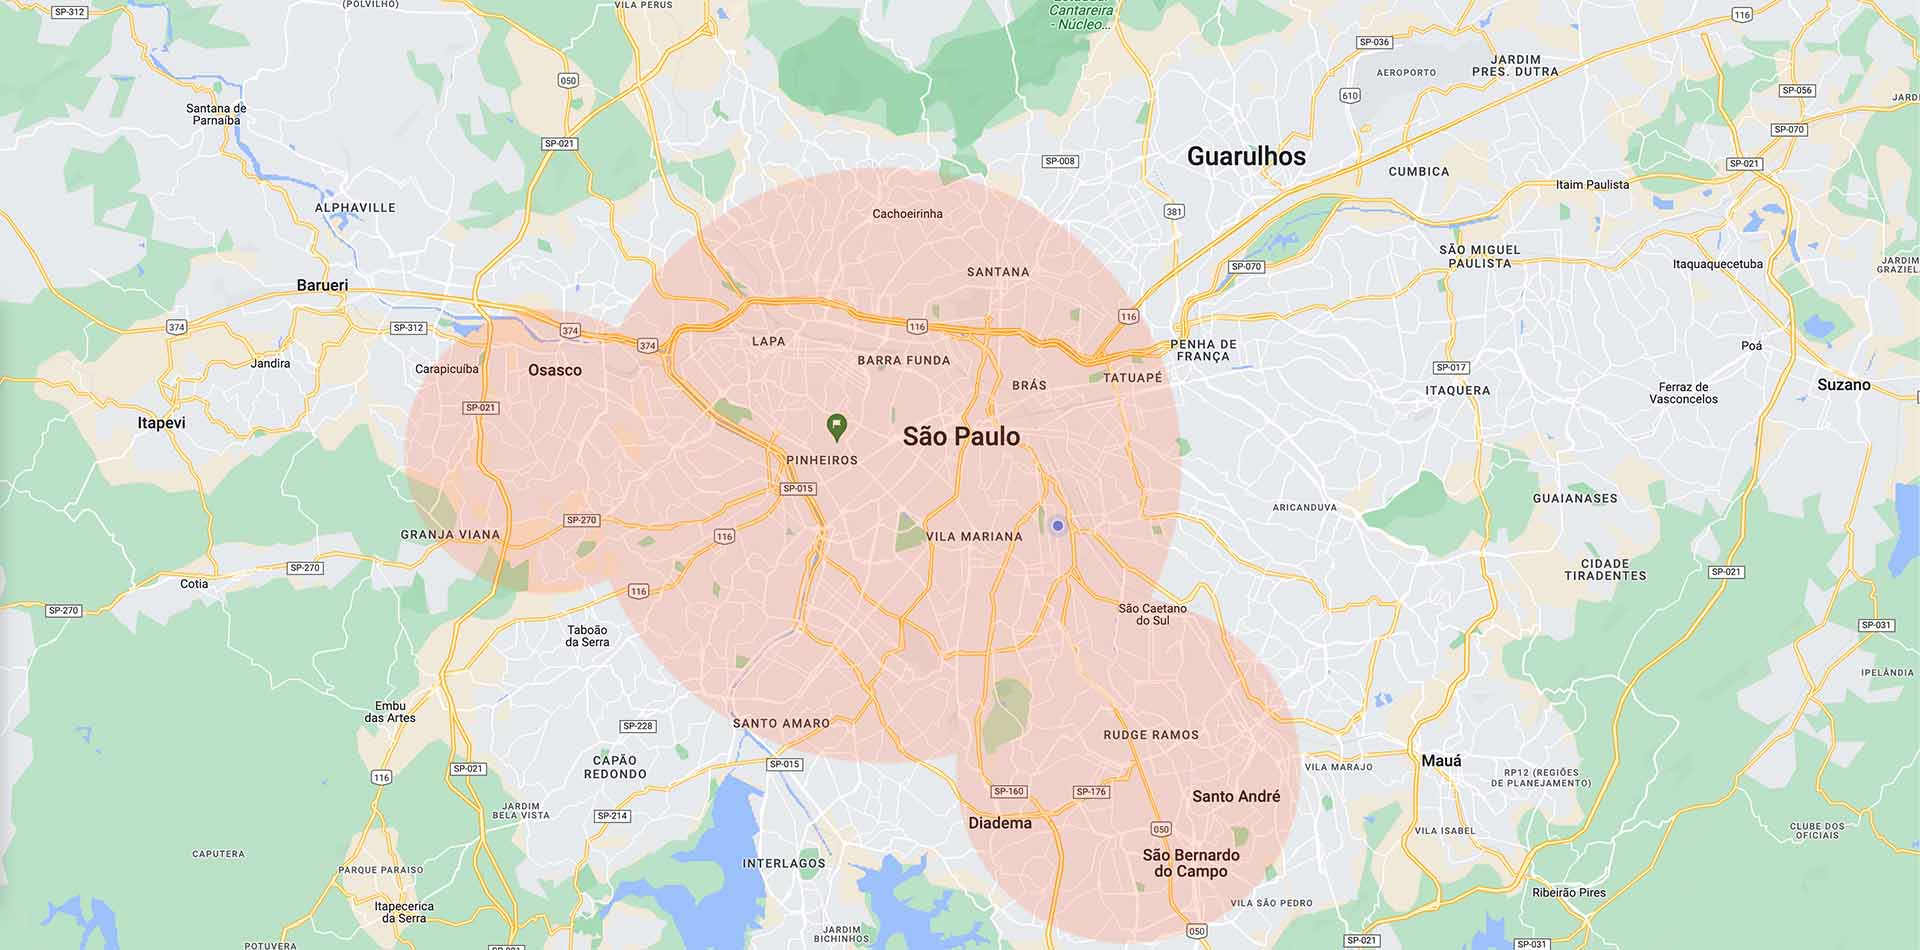 SP-312
(POLVILHO)
VILA PERUS
Cantareira
- Núcleo...
116
SP-036
AEROPORTO
JARDIM
PRES. DUTRA
050
610
SP-056
Santana de
Parnaíba
SP-070
SP-021
SP-008
Guarulhos
SP-021
CUMBICA
Itaim Paulista
ALPHAVILLE
Cachoeirinha
381
SÃO MIGUEL
PAULISTA
Itaquaquecetuba
SP-070
SANTANA
Barueri
374
SP-312
374
374
116
116
LAPA
BARRA FUNDA
PENHA DE
FRANÇA
Poá
Jandira
Carapicuíba
Osasco
BRÁS
TATUAPÉ
SP-017
ITAQUERA
Ferraz de
Vasconcelos
Suzano
SP-021
Itapevi
São Paulo
PINHEIROS
SP-015
GUAIANASES
ARICANDUVA
SP-270
GRANJA VIANA
116
VILA MARIANA
SP-270
Cotia
CIDADE
TIRADENTES
SP-021
116
SP-270
São Caetano
do Sul
Taboão
da Serra
SP-031
IPELÂNDIA
Embu
das Artes
SP-228
SANTO AMARO
RUDGE RAMOS
CAPÃO
REDONDO
SP-015
SP-021
116
VILA MARAJO
Mauá
RP12 (REGIÕES
DE PLANEJAMENTO)
SP-160
SP-176
Santo André
JARDIM
BELA VISTA
SP-214
Diadema
050
VILA ISABEL
CLUBE DOS
OFICIAIS
CAPUTERA
INTERLAGOS
São Bernardo
do Campo
PARQUE PARAISO
Ribeirão Pires
Itapecerica
da Serra
VILA SÃO PEDRO
JARDIM
BICHINHOS
050
SP-021
SP-031
POTUVERA